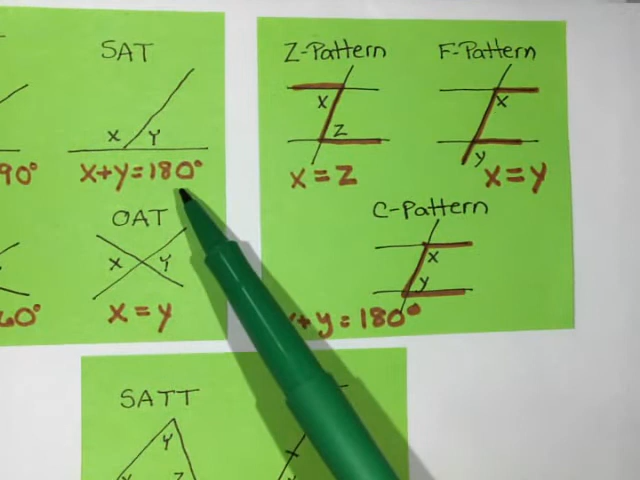 SAT
X Y
X+Y=180°
90°
OAT
X Y
X = Y
60°
Z-Pattern
X
Z
X = Z
F-Pattern
X
Y
X=Y
C-Pattern
X
Y
+ Y = 180°
SATT
Y
Z